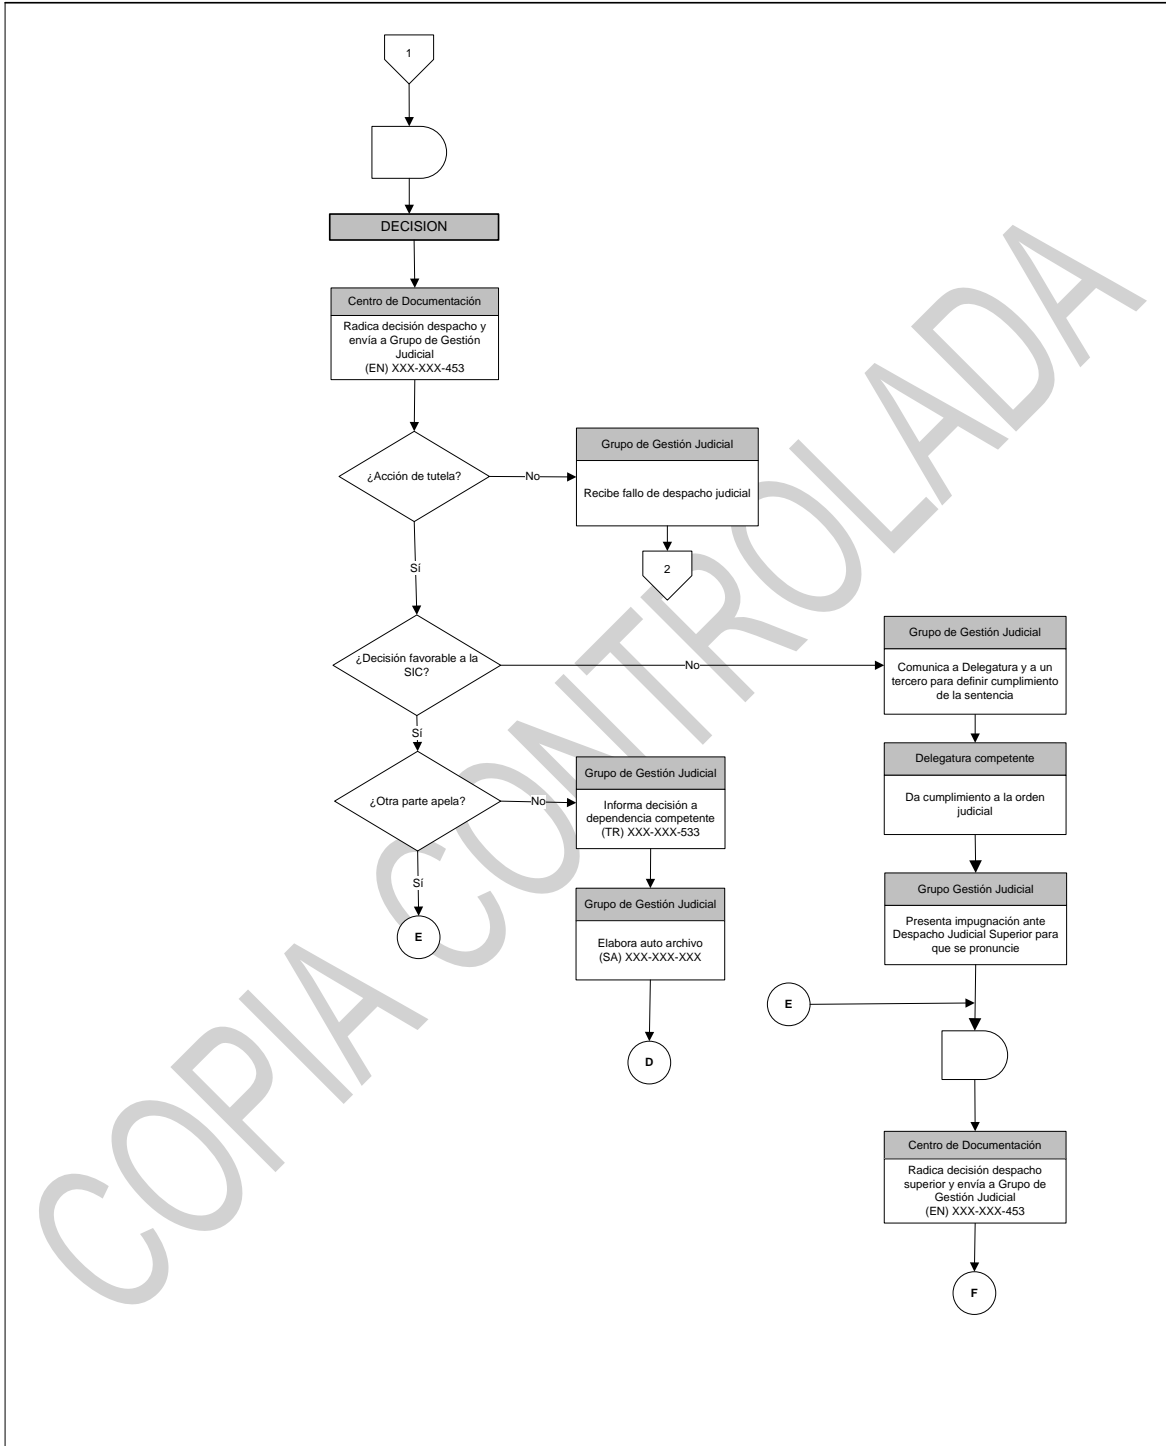 1
DECISION
Centro de Documentación
Radica decisión despacho y
envía a Grupo de Gestión
Judicial
(EN) XXX-XXX-453
¿Acción de tutela?
No
Grupo de Gestión Judicial
Recibe fallo de despacho judicial
2
Sí
¿Decisión favorable a la
SIC?
No
Grupo de Gestión Judicial
Comunica a Delegatura y a un
tercero para definir cumplimiento
de la sentencia
Sí
¿Otra parte apela?
No
Grupo de Gestión Judicial
Informa decisión a
dependencia competente
(TR) XXX-XXX-533
Delegatura competente
Da cumplimiento a la orden
judicial
Sí
E
Grupo de Gestión Judicial
Elabora auto archivo
(SA) XXX-XXX-XXX
D
Grupo Gestión Judicial
Presenta impugnación ante
Despacho Judicial Superior para
que se pronuncie
E
Centro de Documentación
Radica decisión despacho
superior y envía a Grupo de
Gestión Judicial
(EN) XXX-XXX-453
F
COPIA CONTROLADA